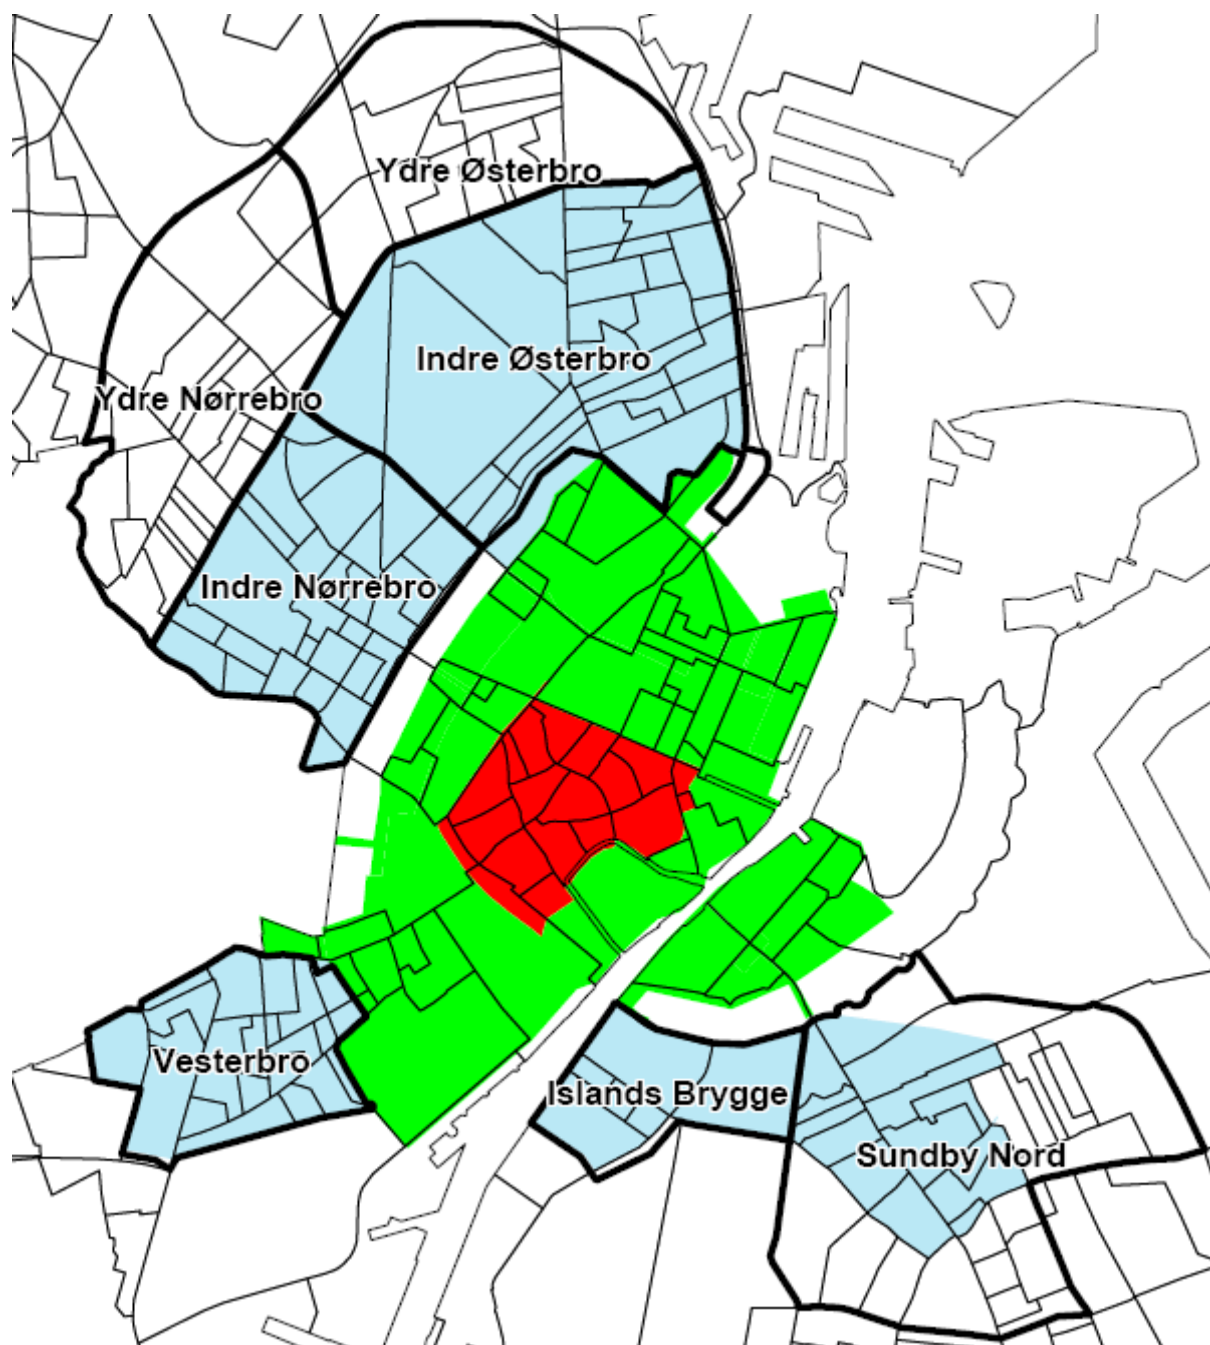 Ydre Østerbro
Indre Østerbro
Ydre Nørrebro
Indre Nørrebro
Vesterbro
Islands Brygge
Sundby Nord